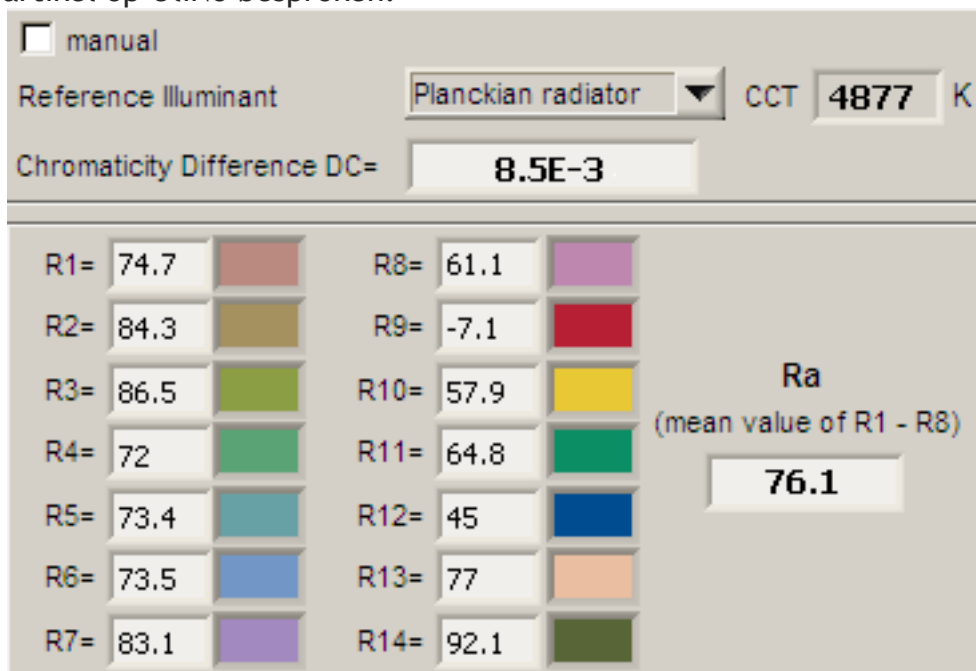 manual
Reference Illuminant Planckian radiator CCT 4877 K
Chromaticity Difference DC= 8.5E-3
R1= 74.7 R8= 61.1
R2= 84.3 R9= -7.1
R3= 86.5 R10= 57.9
R4= 72 R11= 64.8
R5= 73.4 R12= 45
R6= 73.5 R13= 77
R7= 83.1 R14= 92.1
Ra
(mean value of R1 - R8)
76.1